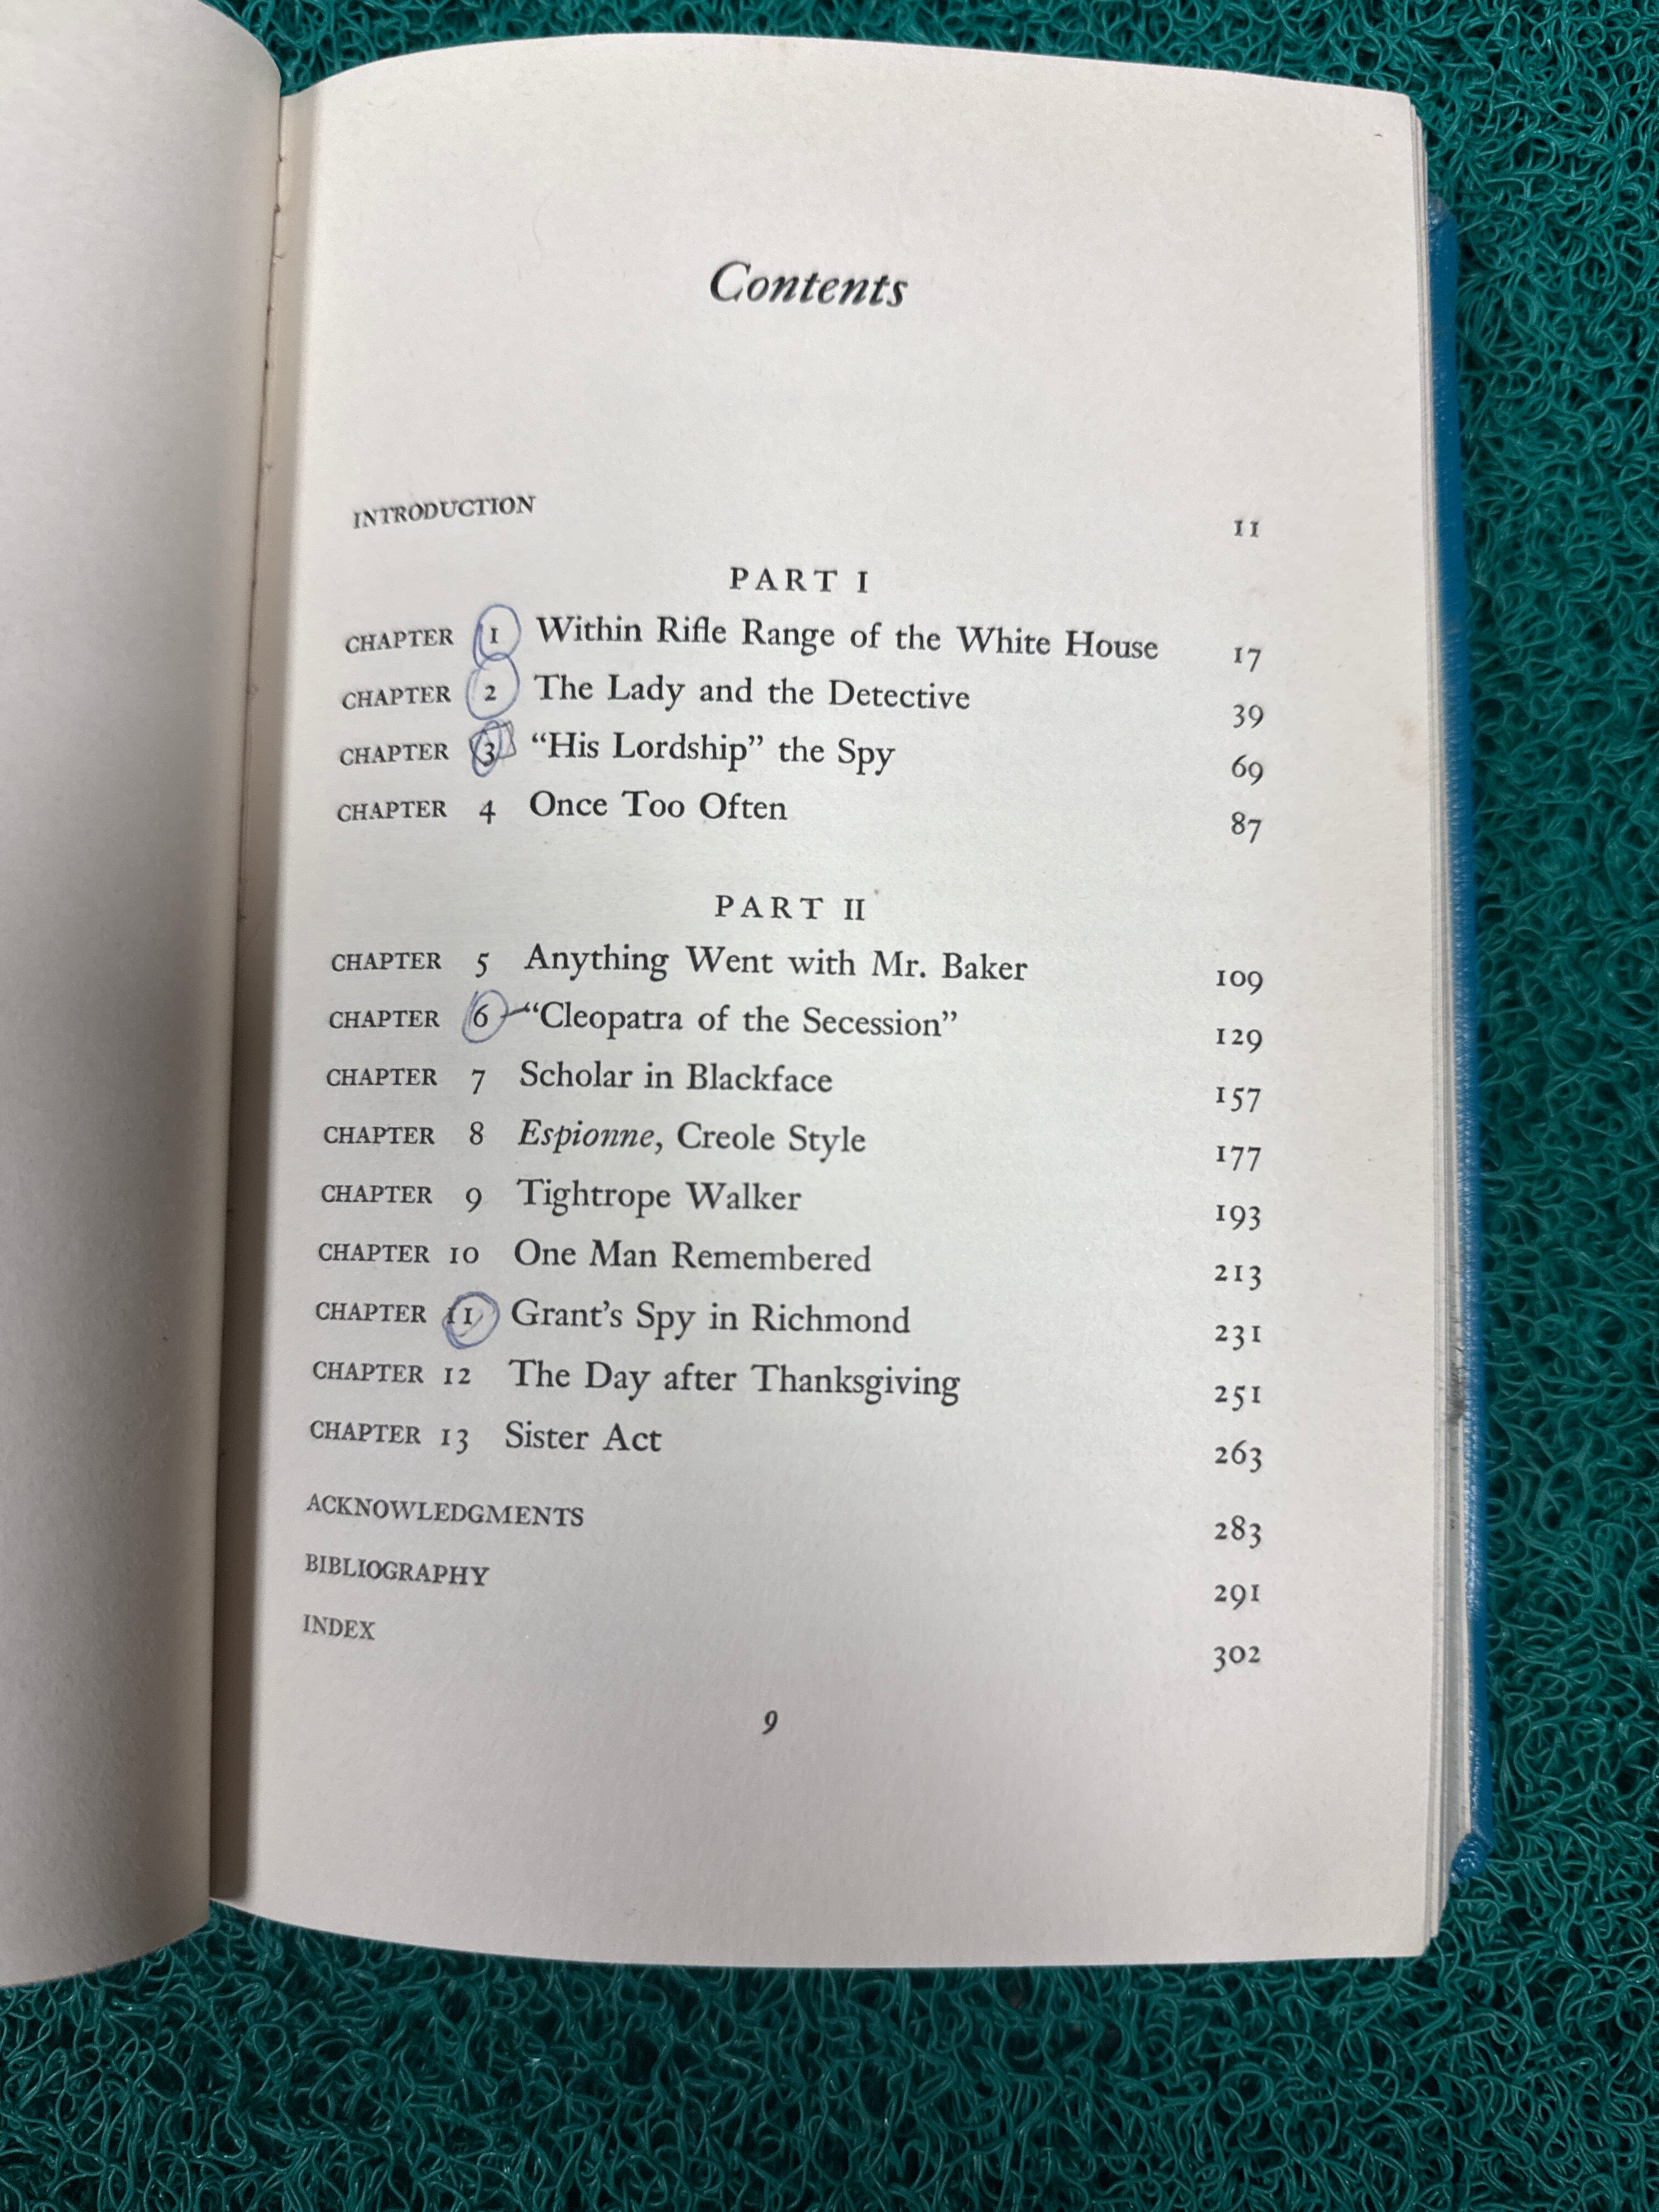 Contents
INTRODUCTION 11
PART I
CHAPTER 1 Within Rifle Range of the White House 17
CHAPTER 2 The Lady and the Detective 39
CHAPTER 3 “His Lordship” the Spy 69
CHAPTER 4 Once Too Often 87
PART II
CHAPTER 5 Anything Went with Mr. Baker 109
CHAPTER 6 “Cleopatra of the Secession” 129
CHAPTER 7 Scholar in Blackface 157
CHAPTER 8 Espionne, Creole Style 177
CHAPTER 9 Tightrope Walker 193
CHAPTER 10 One Man Remembered 213
CHAPTER 11 Grant’s Spy in Richmond 231
CHAPTER 12 The Day after Thanksgiving 251
CHAPTER 13 Sister Act 263
ACKNOWLEDGMENTS 283
BIBLIOGRAPHY 291
INDEX 302
9